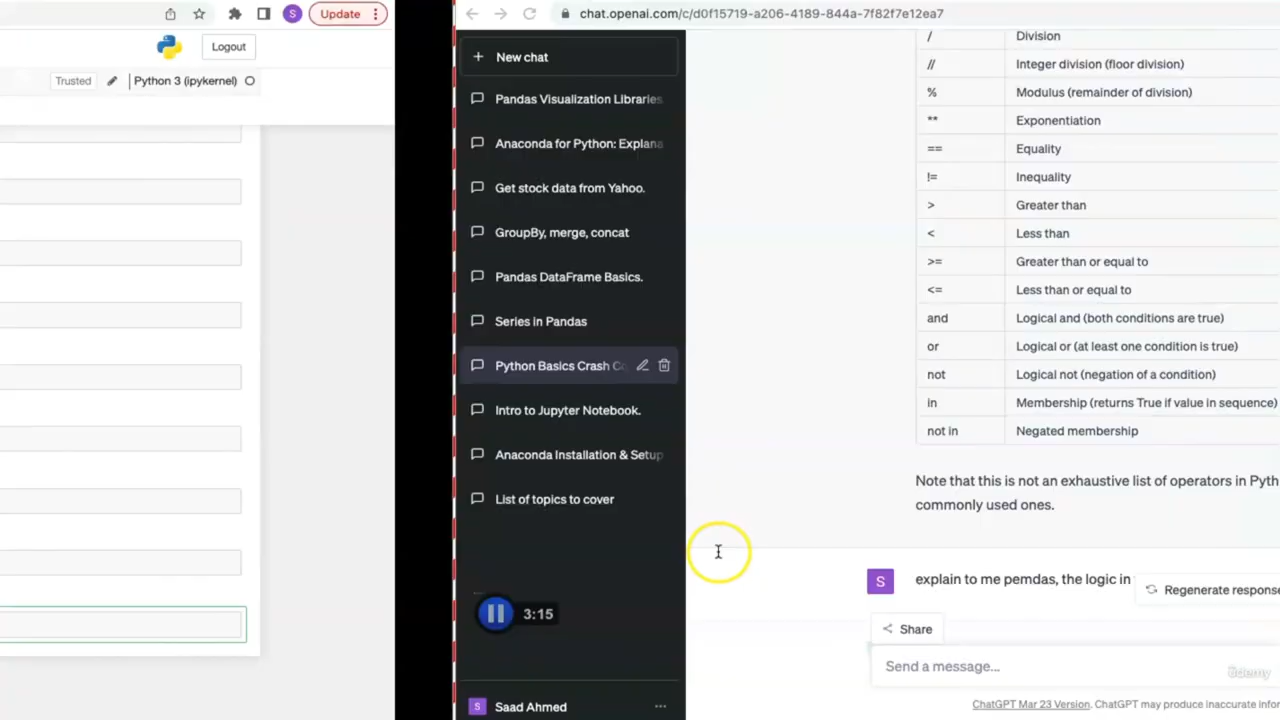 S
Update
Logout
Trusted
Python 3 (ipykernel)
chat.openai.com/c/d0f15719-a206-4189-844a-7f82f7e12ea7
New chat
Pandas Visualization Libraries
Anaconda for Python: Explana
Get stock data from Yahoo.
GroupBy, merge, concat
Pandas DataFrame Basics.
Series in Pandas
Python Basics Crash Co
Intro to Jupyter Notebook.
Anaconda Installation & Setup
List of topics to cover
3:15
S Saad Ahmed ...
/ Division
// Integer division (floor division)
% Modulus (remainder of division)
** Exponentiation
== Equality
!= Inequality
> Greater than
< Less than
>= Greater than or equal to
<= Less than or equal to
and Logical and (both conditions are true)
or Logical or (at least one condition is true)
not Logical not (negation of a condition)
in Membership (returns True if value in sequence)
not in Negated membership
Note that this is not an exhaustive list of operators in Pyth
commonly used ones.
S explain to me pemdas, the logic in
Regenerate response
Share
Send a message...
ûdemy
ChatGPT Mar 23 Version. ChatGPT may produce inaccurate infor